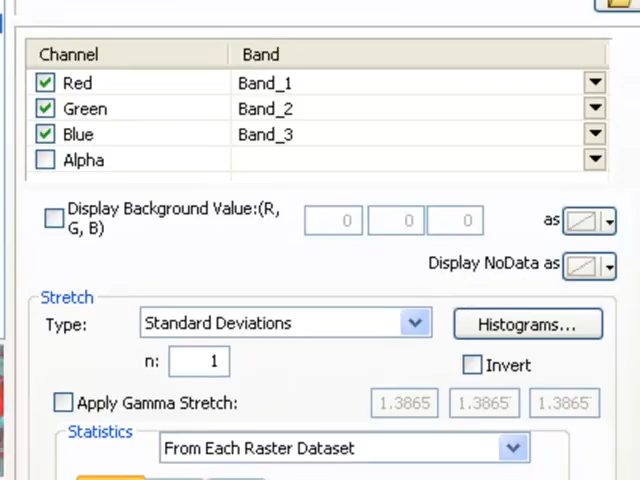 Channel Band
Red Band_1
Green Band_2
Blue Band_3
Alpha
Display Background Value:(R, G, B) 0 0 0 as
Display NoData as
Stretch
Type: Standard Deviations Histograms...
n: 1 Invert
Apply Gamma Stretch: 1.3865 1.3865 1.3865
Statistics
From Each Raster Dataset